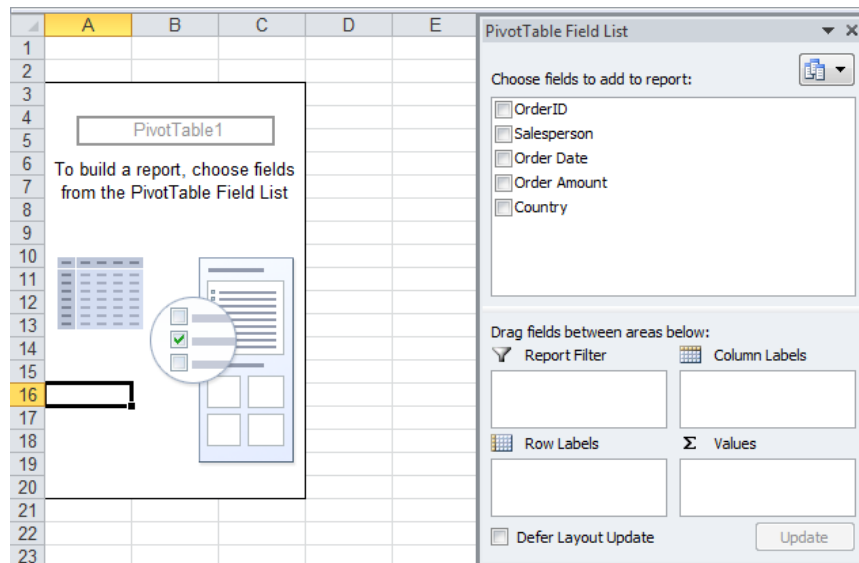 A B C D E
1
2
3
4
5
6
7
8
9
10
11
12
13
14
15
16
17
18
19
20
21
22
23
PivotTable1
To build a report, choose fields
from the PivotTable Field List
PivotTable Field List
Choose fields to add to report:
OrderID
Salesperson
Order Date
Order Amount
Country
Drag fields between areas below:
Report Filter Column Labels
Row Labels Σ Values
Defer Layout Update Update